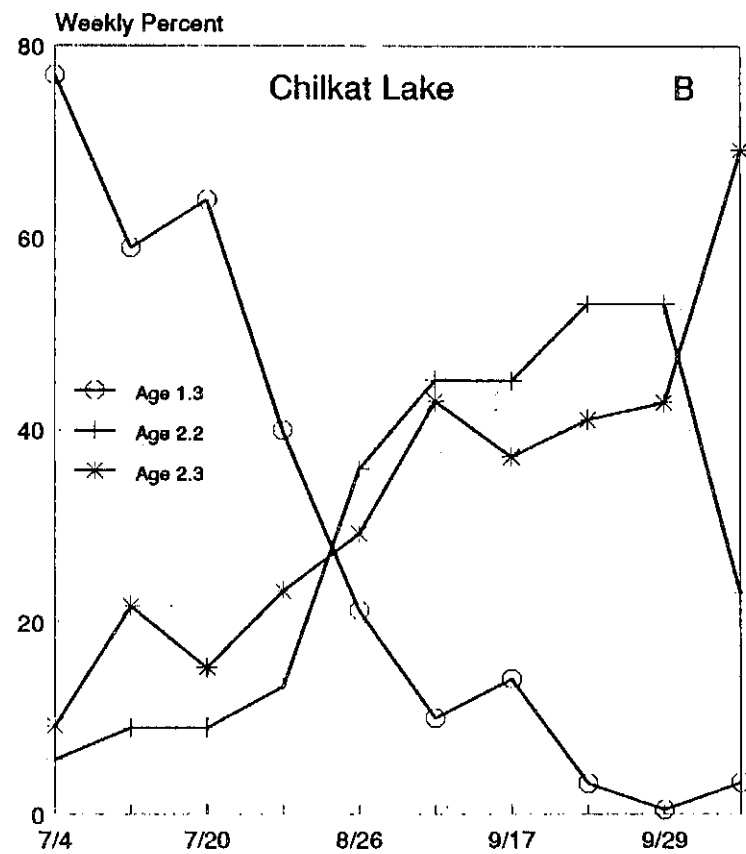 Weekly Percent
80
Chilkat Lake B
60
Age 1.3
40
Age 2.2
Age 2.3
20
0
7/4 7/20 8/26 9/17 9/29